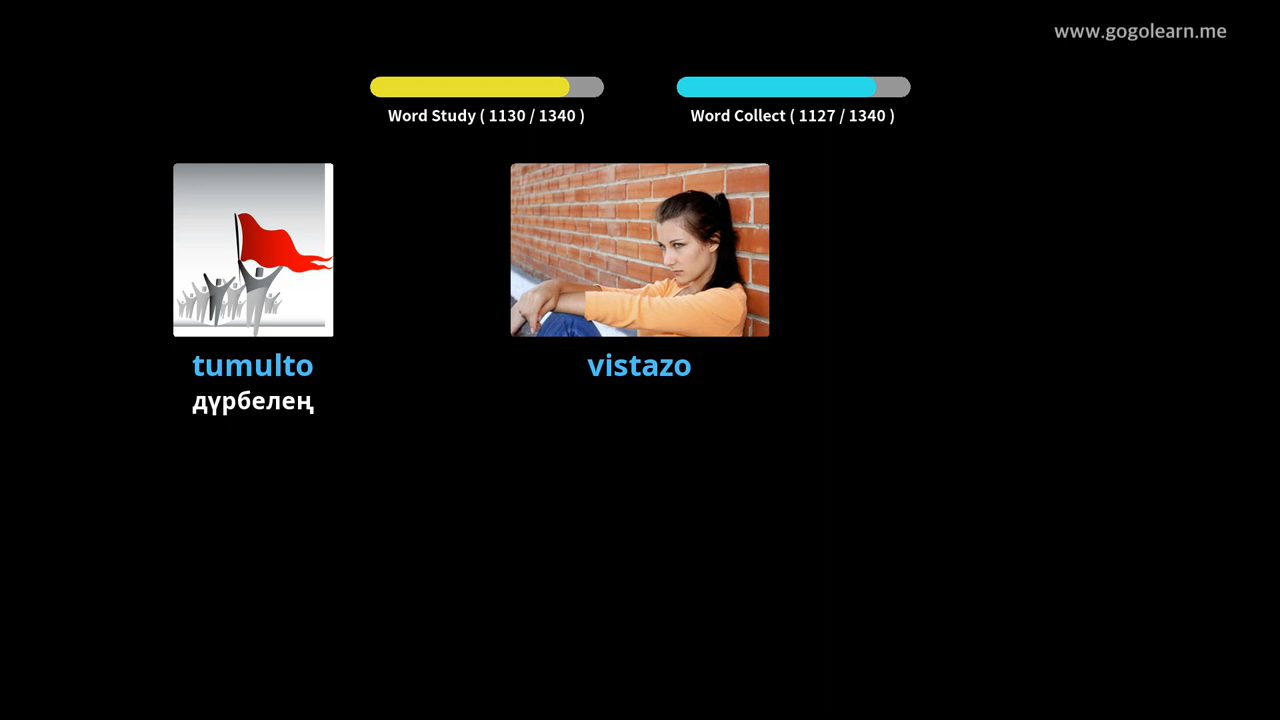 www.gogolearn.me
Word Study ( 1130 / 1340 )
Word Collect ( 1127 / 1340 )
tumulto
дүрбелең
vistazo